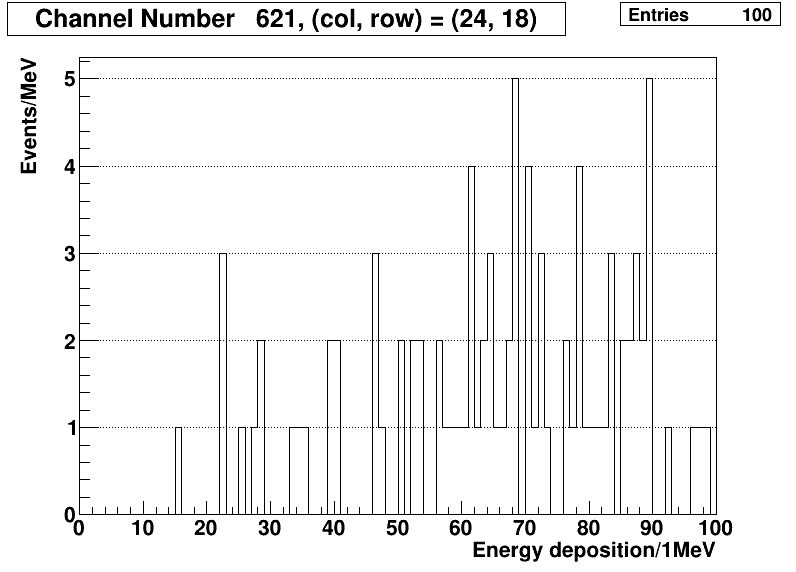 Channel Number 621, (col, row) = (24, 18)
Entries 100
Events/MeV
5
4
3
2
1
0
0 10 20 30 40 50 60 70 80 90 100
Energy deposition/1MeV